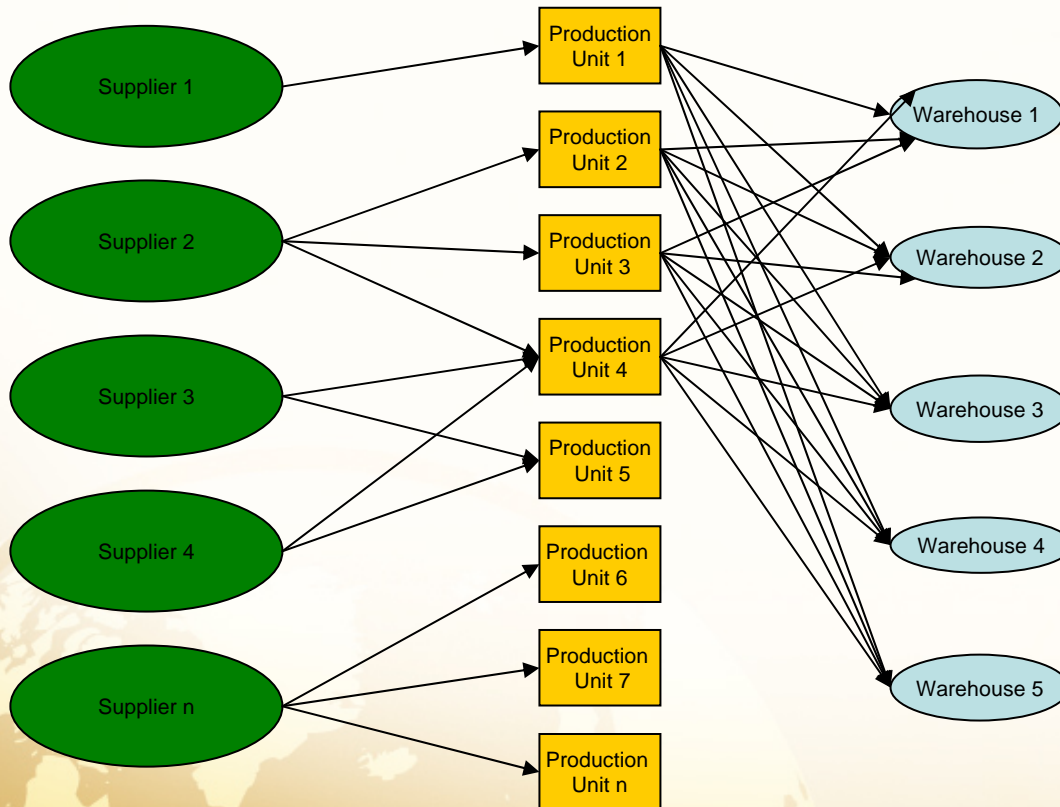 Supplier 1
Supplier 2
Supplier 3
Supplier 4
Supplier n
Production
Unit 1
Production
Unit 2
Production
Unit 3
Production
Unit 4
Production
Unit 5
Production
Unit 6
Production
Unit 7
Production
Unit n
Warehouse 1
Warehouse 2
Warehouse 3
Warehouse 4
Warehouse 5